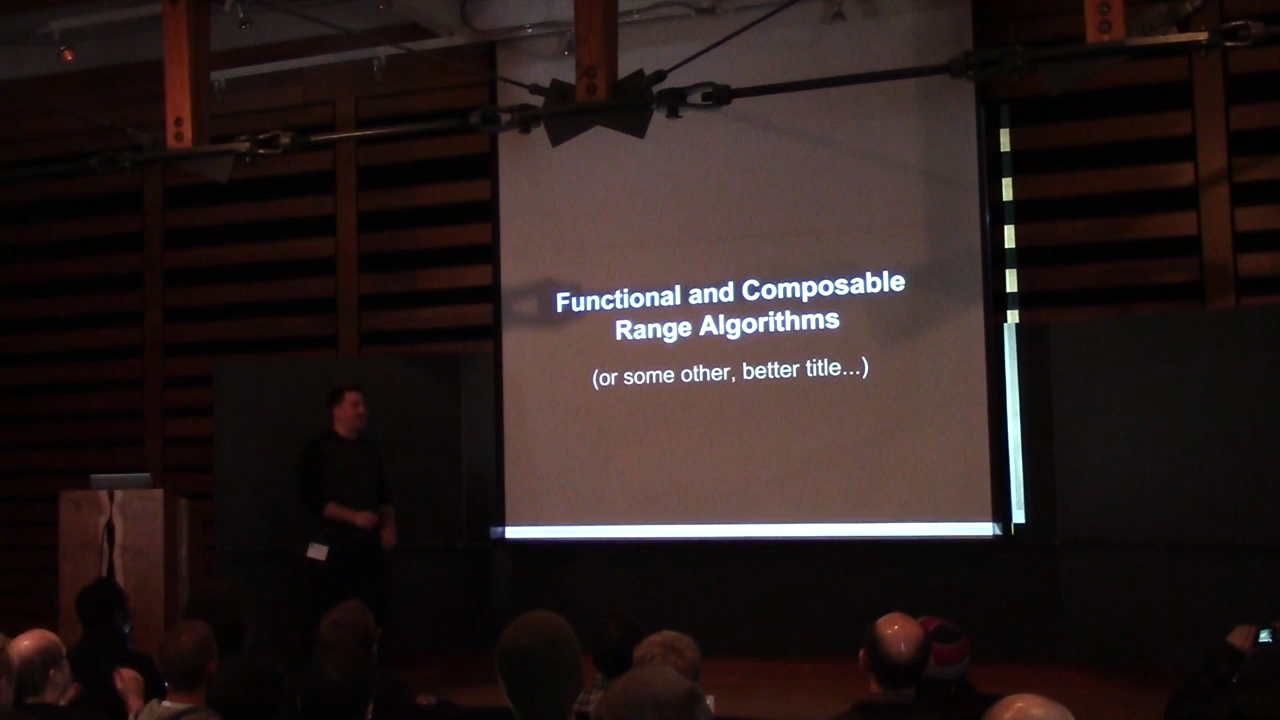 Functional and Composable
Range Algorithms
(or some other, better title...)